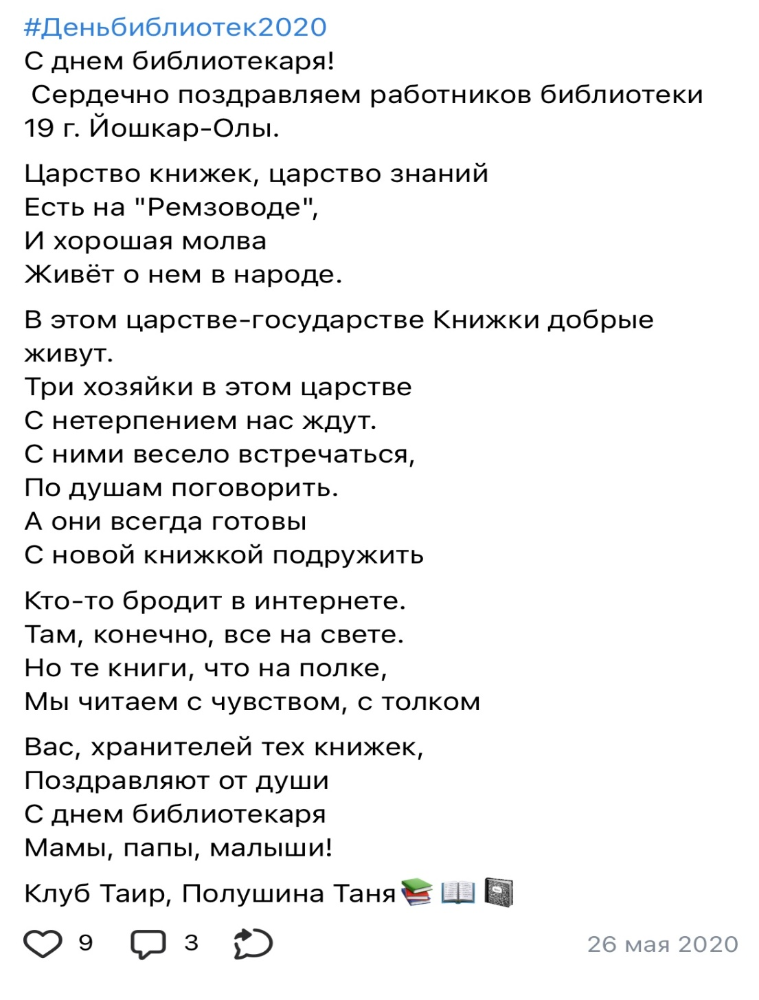 #Деньбиблиотек2020
С днем библиотекаря!
Сердечно поздравляем работников библиотеки
19 г. Йошкар-Олы.
Царство книжек, царство знаний
Есть на "Ремзоводе",
И хорошая молва
Живёт о нем в народе.
В этом царстве-государстве Книжки добрые
живут.
Три хозяйки в этом царстве
С нетерпением нас ждут.
С ними весело встречаться,
По душам поговорить.
А они всегда готовы
С новой книжкой подружить
Кто-то бродит в интернете.
Там, конечно, все на свете.
Но те книги, что на полке,
Мы читаем с чувством, с толком
Вас, хранителей тех книжек,
Поздравляют от души
С днем библиотекаря
Мамы, папы, малыши!
Клуб Таир, Полушина Таня📚📖📓
9 3 26 мая 2020